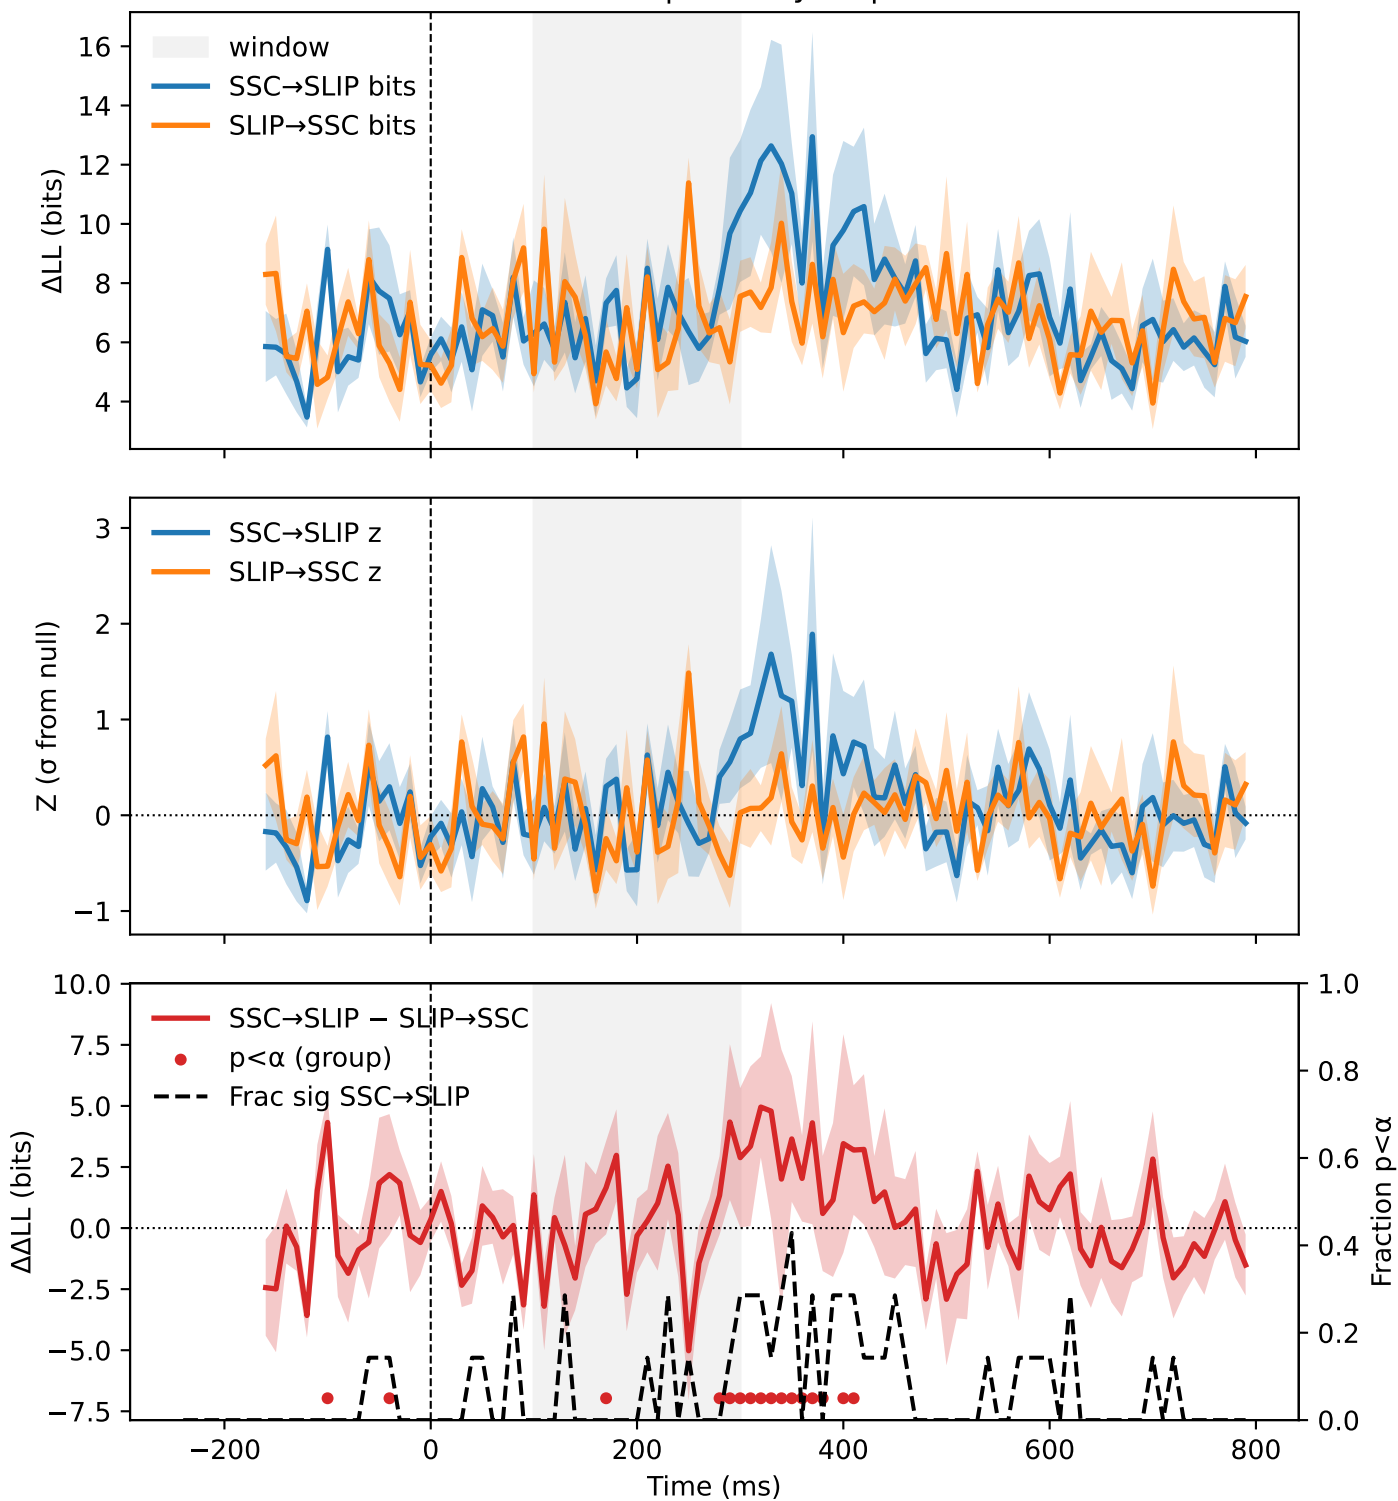 16
14
12
10
8
6
4
ΔLL (bits)
window
SSC→SLIP bits
SLIP→SSC bits
3
2
1
0
−1
Z (σ from null)
SSC→SLIP z
SLIP→SSC z
10.0
7.5
5.0
2.5
0.0
−2.5
−5.0
−7.5
ΔΔLL (bits)
SSC→SLIP − SLIP→SSC
p<α (group)
Frac sig SSC→SLIP
1.0
0.8
0.6
0.4
0.2
0.0
Fraction p<α
−200
0
200
400
600
800
Time (ms)